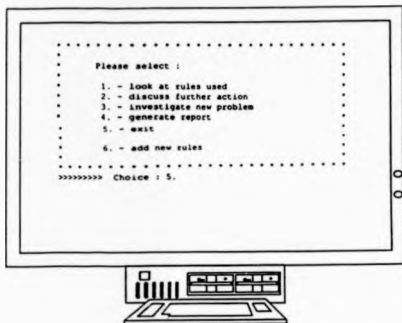 Please select :
1. - look at rules used
2. - discuss further action
3. - investigate new problem
4. - generate report
5. - exit
6. - add new rules
>>>>>>>>> Choice : 5.